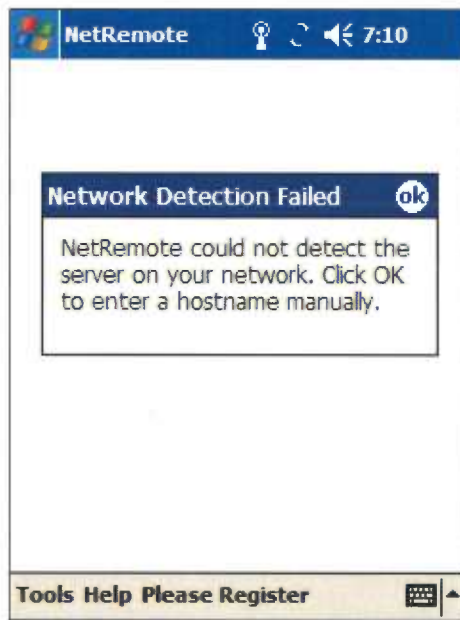 NetRemote 7:10
Network Detection Failed ok
NetRemote could not detect the
server on your network. Click OK
to enter a hostname manually.
Tools Help Please Register